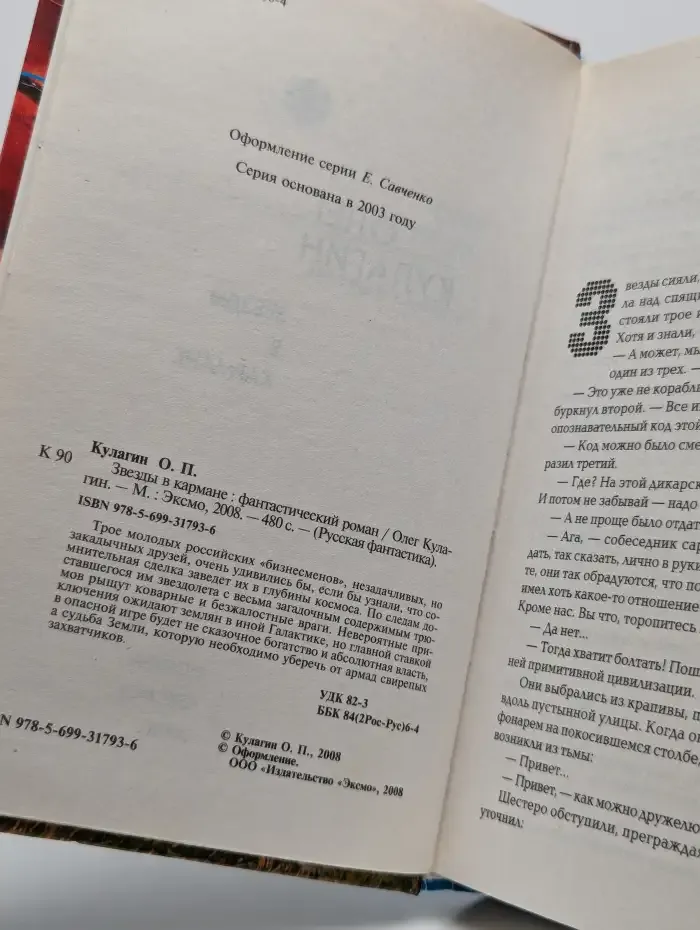 6-4
Оформление серии Е. Савченко
Серия основана в 2003 году
К 90
Кулагин О. П.
Звезды в кармане : фантастический роман / Олег Кула-
гин. — М. : Эксмо, 2008. — 480 с. — (Русская фантастика).
ISBN 978-5-699-31793-6
Трое молодых российских «бизнесменов», незадачливых, но
закадычных друзей, очень удивились бы, если бы узнали, что со-
мнительная сделка заведет их в глубины космоса. По следам до-
ставшегося им звездолета с весьма загадочным содержимым трю-
мов рыщут коварные и безжалостные враги. Невероятные при-
ключения ожидают землян в иной Галактике, но главной ставкой
в опасной игре будет не сказочное богатство и абсолютная власть,
а судьба Земли, которую необходимо уберечь от армад свирепых
захватчиков.
УДК 82-3
ББК 84(2Рос-Рус)6-4
N 978-5-699-31793-6
© Кулагин О. П., 2008
© Оформление.
ООО «Издательство «Эксмо», 2008
Звезды сияли,
ла над спящ
стояли трое и
Хотя и знали,
— А может, мы
один из трех. —
— Это уже не корабль
буркнул второй. — Все и
опознавательный код этой
— Код можно было сме
разил третий.
— Где? На этой дикарск
И потом не забывай — надо
— А не проще было отдат
— Ага, — собеседник сар
дать, так сказать, лично в руки
те, они так обрадуются, что по
имел хоть какое-то отношение
Кроме нас. Вы что, торопитесь
— Да нет...
— Тогда хватит болтать! Пош
ней примитивной цивилизации.
Они выбрались из крапивы, п
вдоль пустынной улицы. Когда о
фонарем на покосившемся столбе,
возникли из тьмы:
— Привет...
— Привет, — как можно дружелю
Шестеро обступили, преграждая
уточнил: